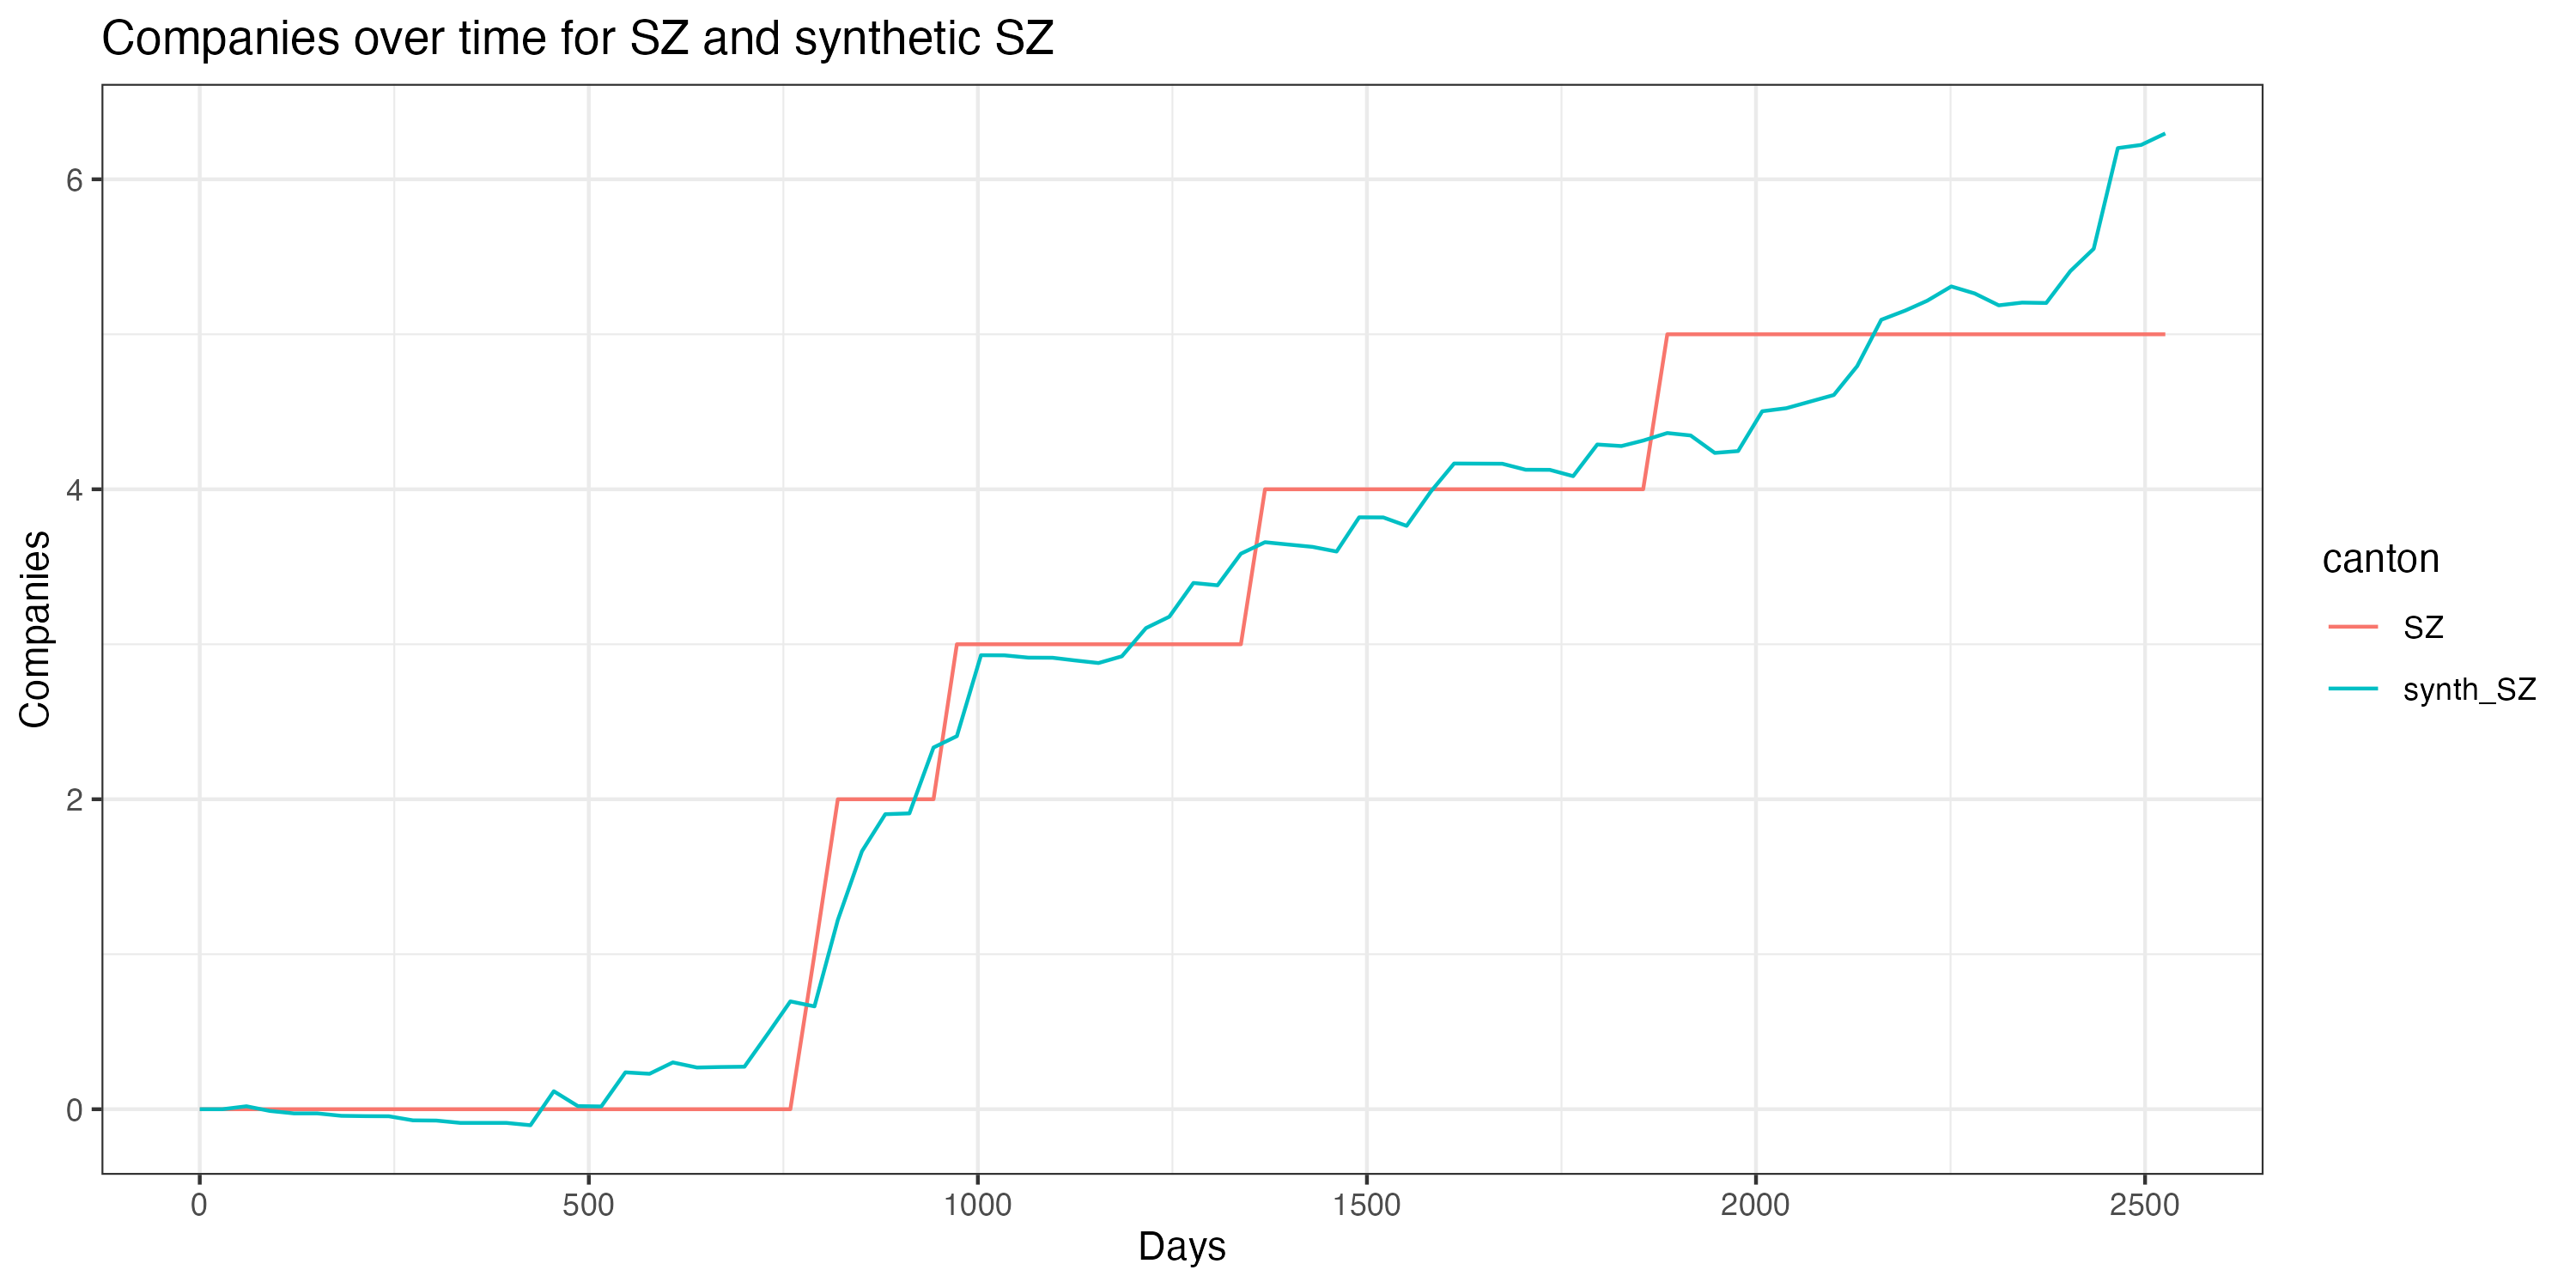 Companies over time for SZ and synthetic SZ
6
4
2
0
Companies
0 500 1000 1500 2000 2500
Days
canton
SZ
synth_SZ